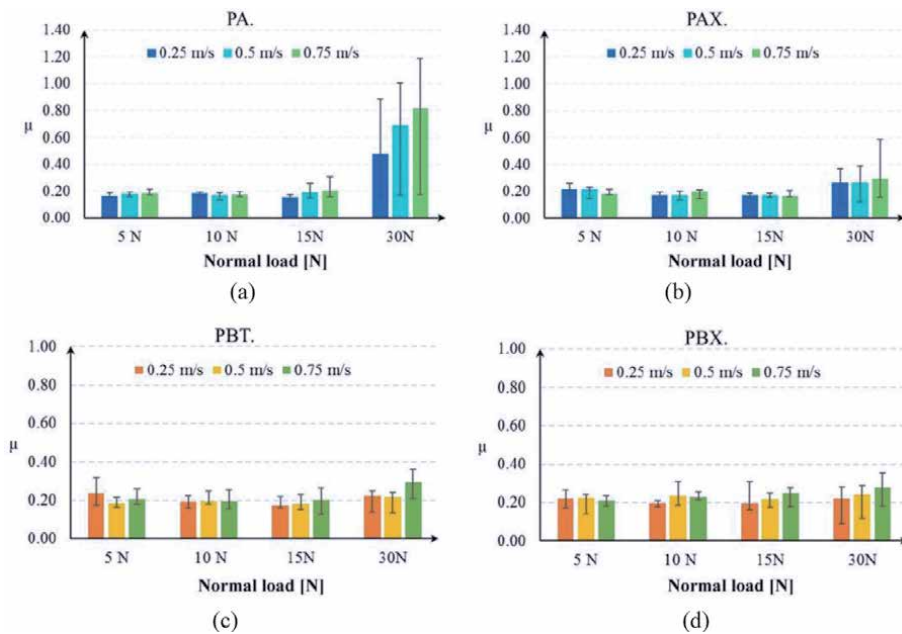 PA.
1.40
0.25 m/s 0.5 m/s 0.75 m/s
1.20
1.00
0.80
μ
0.60
0.40
0.20
0.00
5 N 10 N 15N 30N
Normal load [N]
(a)
PAX.
1.40
0.25 m/s 0.5 m/s 0.75 m/s
1.20
1.00
0.80
μ
0.60
0.40
0.20
0.00
5 N 10 N 15N 30N
Normal load [N]
(b)
PBT.
1.00
0.25 m/s 0.5 m/s 0.75 m/s
0.80
0.60
μ
0.40
0.20
0.00
5 N 10 N 15N 30N
Normal load [N]
(c)
PBX.
1.00
0.25 m/s 0.5 m/s 0.75 m/s
0.80
0.60
μ
0.40
0.20
0.00
5 N 10 N 15N 30N
Normal load [N]
(d)